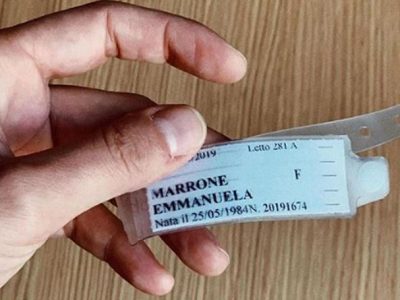 /2019 Letto 281 A
MARRONE F
EMMANUELA
Nata il 25/05/1984N. 20191674